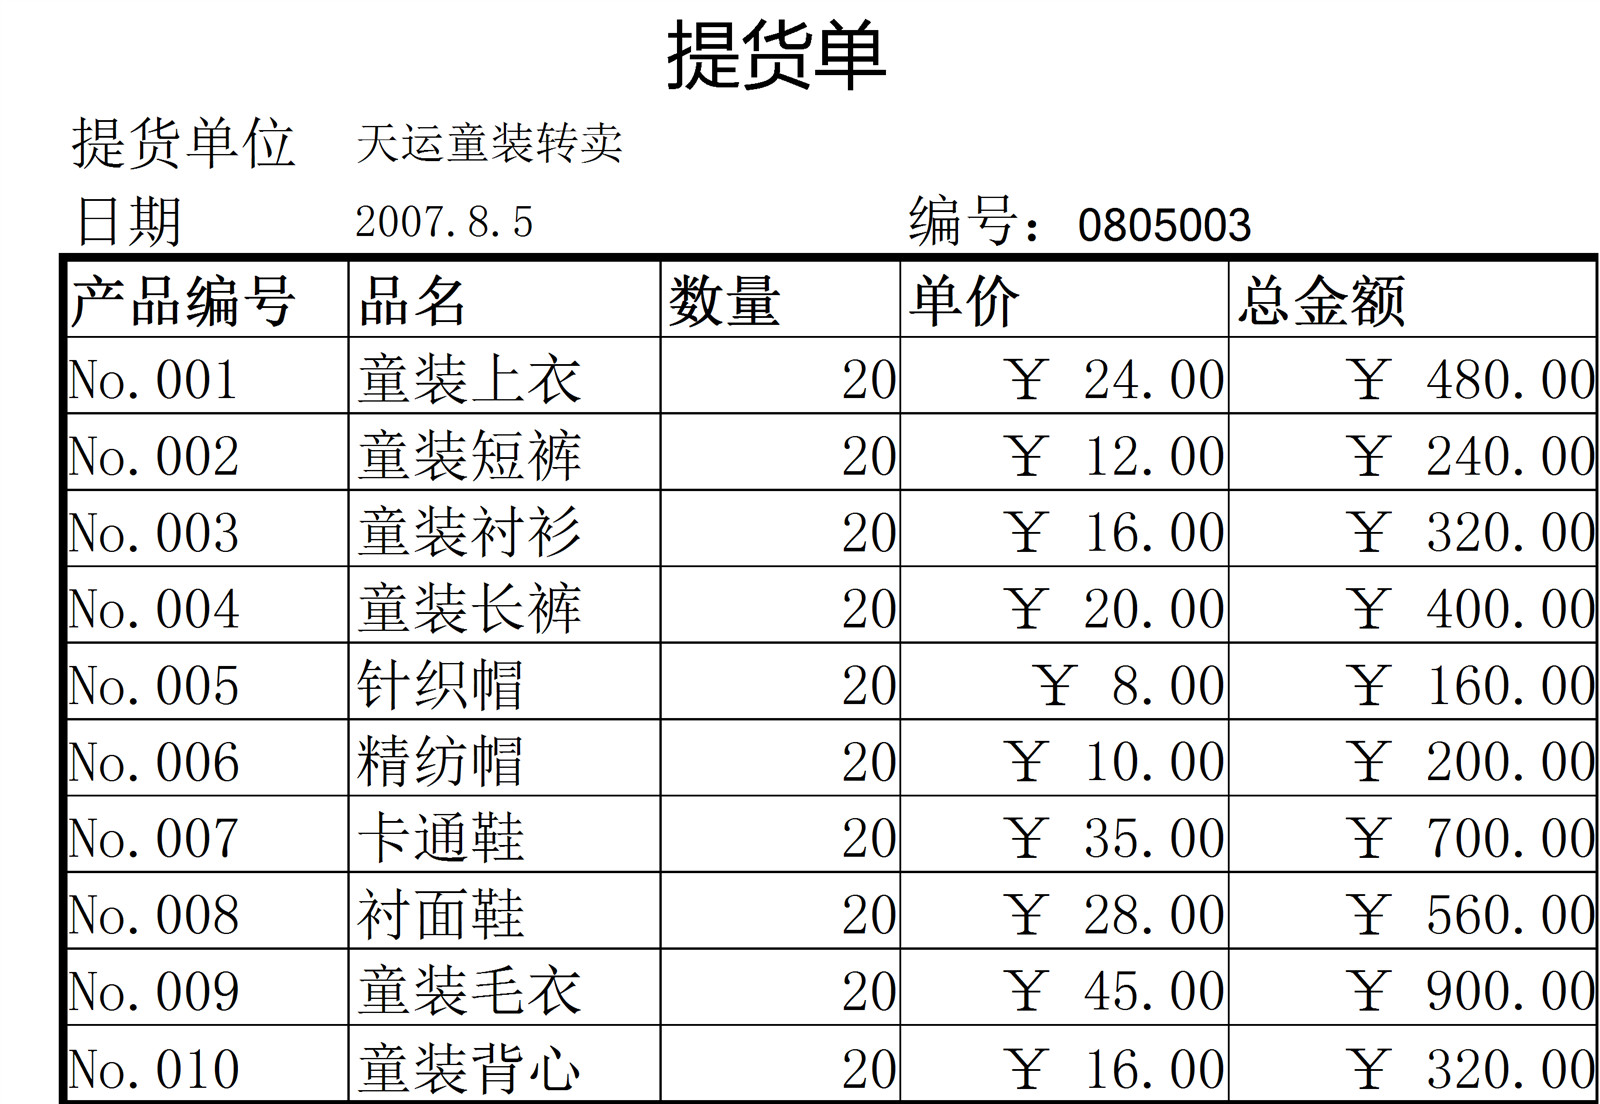 提货单
提货单位 天运童装转卖
日期 2007.8.5 编号：0805003
产品编号 品名 数量 单价 总金额
No.001 童装上衣 20 ￥ 24.00 ￥ 480.00
No.002 童装短裤 20 ￥ 12.00 ￥ 240.00
No.003 童装衬衫 20 ￥ 16.00 ￥ 320.00
No.004 童装长裤 20 ￥ 20.00 ￥ 400.00
No.005 针织帽 20 ￥ 8.00 ￥ 160.00
No.006 精纺帽 20 ￥ 10.00 ￥ 200.00
No.007 卡通鞋 20 ￥ 35.00 ￥ 700.00
No.008 衬面鞋 20 ￥ 28.00 ￥ 560.00
No.009 童装毛衣 20 ￥ 45.00 ￥ 900.00
No.010 童装背心 20 ￥ 16.00 ￥ 320.00